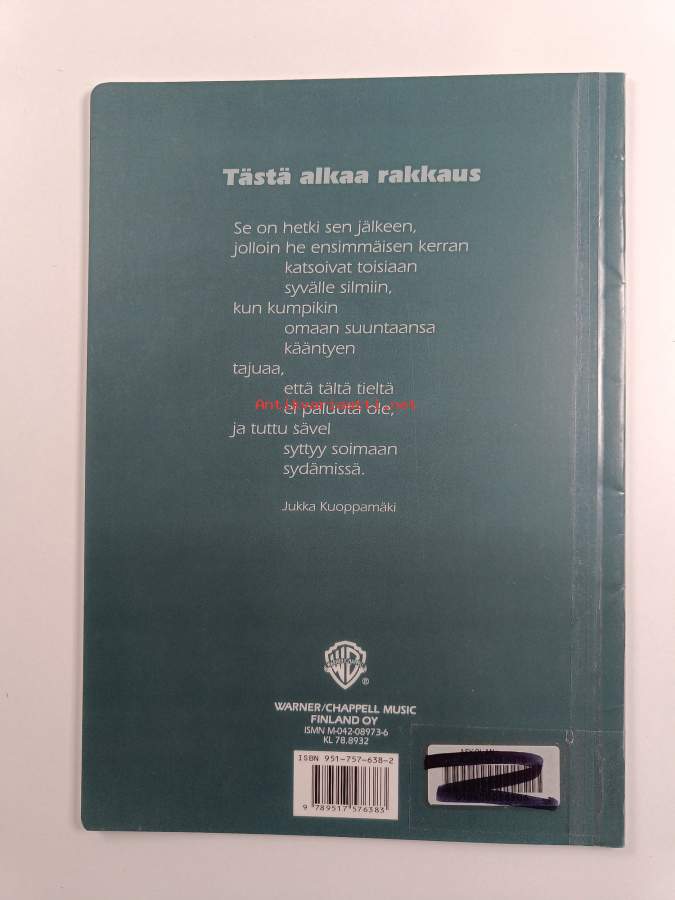 Tästä alkaa rakkaus
Se on hetki sen jälkeen,
jolloin he ensimmäisen kerran
katsoivat toisiaan
syvälle silmiin,
kun kumpikin
omaan suuntaansa
kääntyen
tajuaa,
että tältä tieltä
Antikvariaatti.net
ei paluuta ole,
ja tuttu sävel
syttyy soimaan
sydämissä.
Jukka Kuoppamäki
®
WARNER/CHAPPELL MUSIC
FINLAND OY
ISMN M-042-08973-6
KL 78.8932
ISBN 951-757-638-2
9 789517 576383